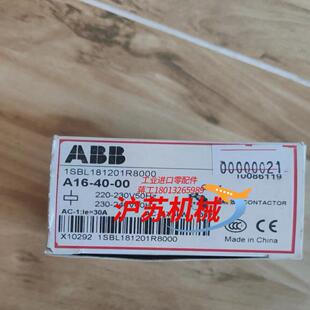 ABB
1SBL181201R8000
A16-40-00
220-230V50Hz
AC-1:Ie=30A
00000021
10086119
工业进口零配件
蒋工18013265989
沪苏机械
CONTACTOR
Made in China
X10292 1SBL181201R8000